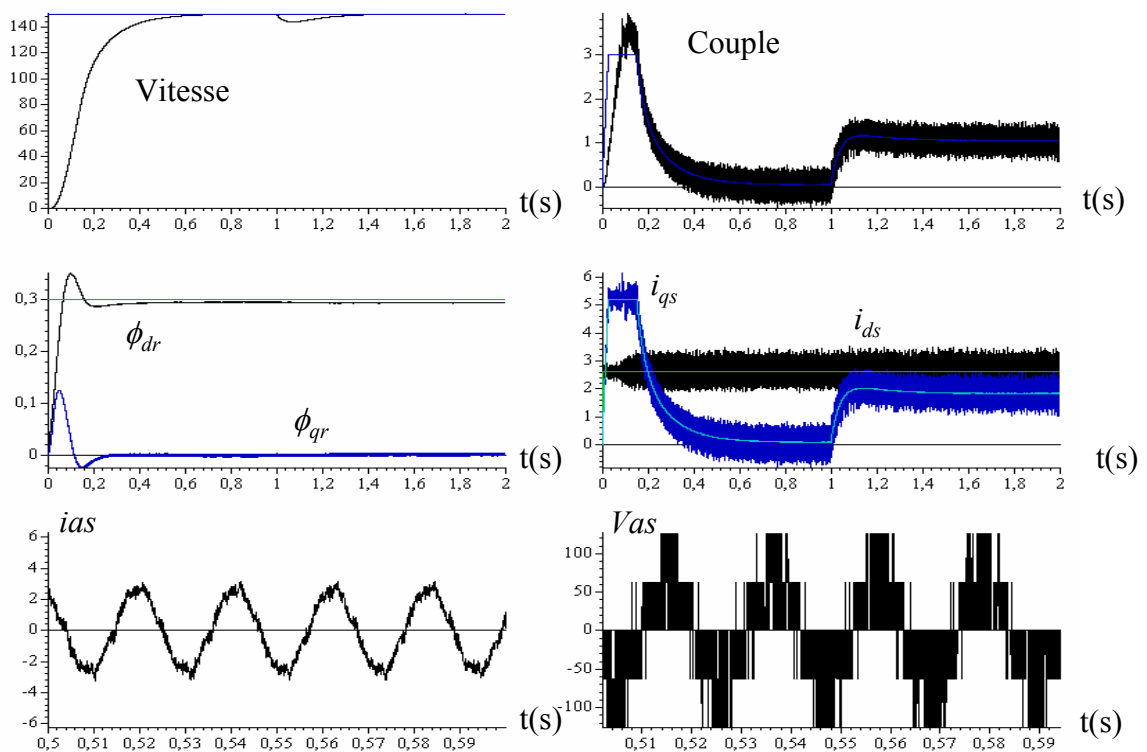 140
120
100
80
60
40
20
0
Vitesse
0 0,2 0,4 0,6 0,8 1 1,2 1,4 1,6 1,8 2
t(s)
3
2
1
0
Couple
0 0,2 0,4 0,6 0,8 1 1,2 1,4 1,6 1,8 2
t(s)
0,3
0,2
0,1
0
ϕdr
ϕqr
0 0,2 0,4 0,6 0,8 1 1,2 1,4 1,6 1,8 2
t(s)
6
5
4
3
2
1
0
iqs
ids
0 0,2 0,4 0,6 0,8 1 1,2 1,4 1,6 1,8 2
t(s)
ias
6
4
2
0
-2
-4
-6
0,5 0,51 0,52 0,53 0,54 0,55 0,56 0,57 0,58 0,59
t(s)
Vas
100
50
0
-50
-100
0,51 0,52 0,53 0,54 0,55 0,56 0,57 0,58 0,59
t(s)